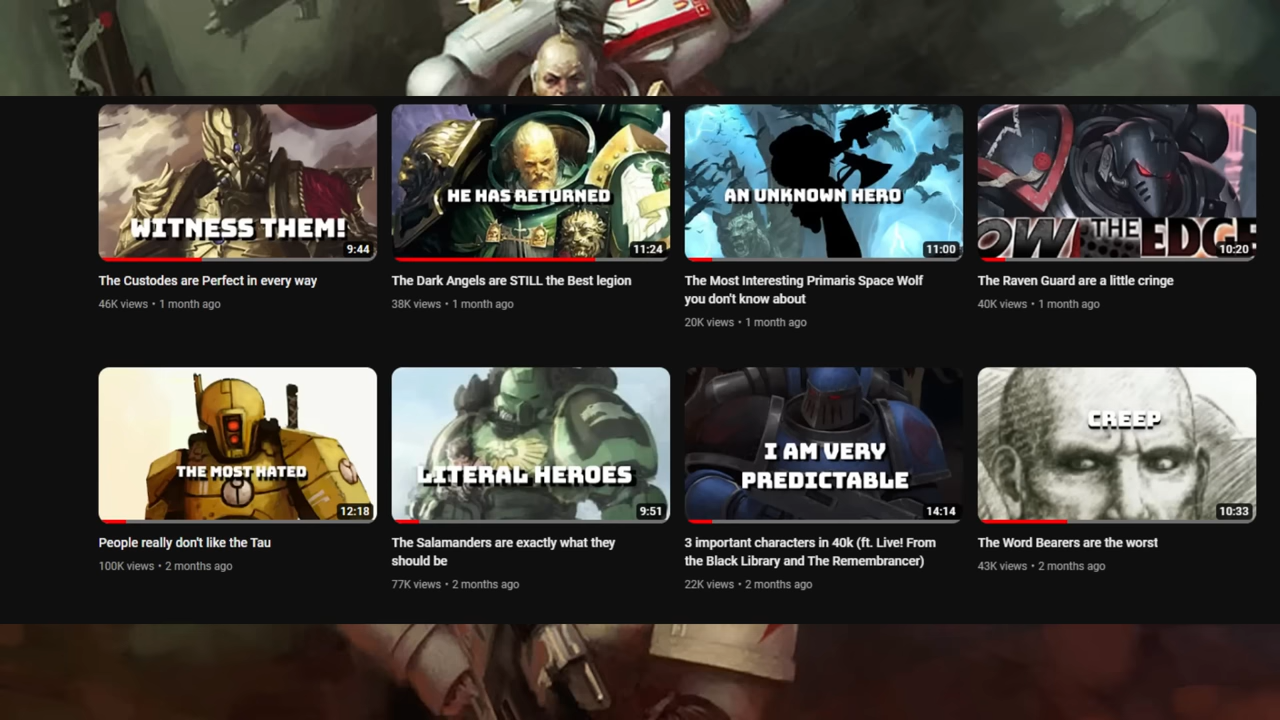 WITNESS THEM!
9:44
HE HAS RETURNED
11:24
AN UNKNOWN HERO
11:00
OW THE EDGE
10:20
The Custodes are Perfect in every way
46K views • 1 month ago
The Dark Angels are STILL the Best legion
38K views • 1 month ago
The Most Interesting Primaris Space Wolf
you don't know about
20K views • 1 month ago
The Raven Guard are a little cringe
40K views • 1 month ago
THE MOST HATED
12:18
LITERAL HEROES
9:51
I AM VERY
PREDICTABLE
14:14
CREEP
10:33
People really don't like the Tau
100K views • 2 months ago
The Salamanders are exactly what they
should be
77K views • 2 months ago
3 important characters in 40k (ft. Live! From
the Black Library and The Remembrancer)
22K views • 2 months ago
The Word Bearers are the worst
43K views • 2 months ago